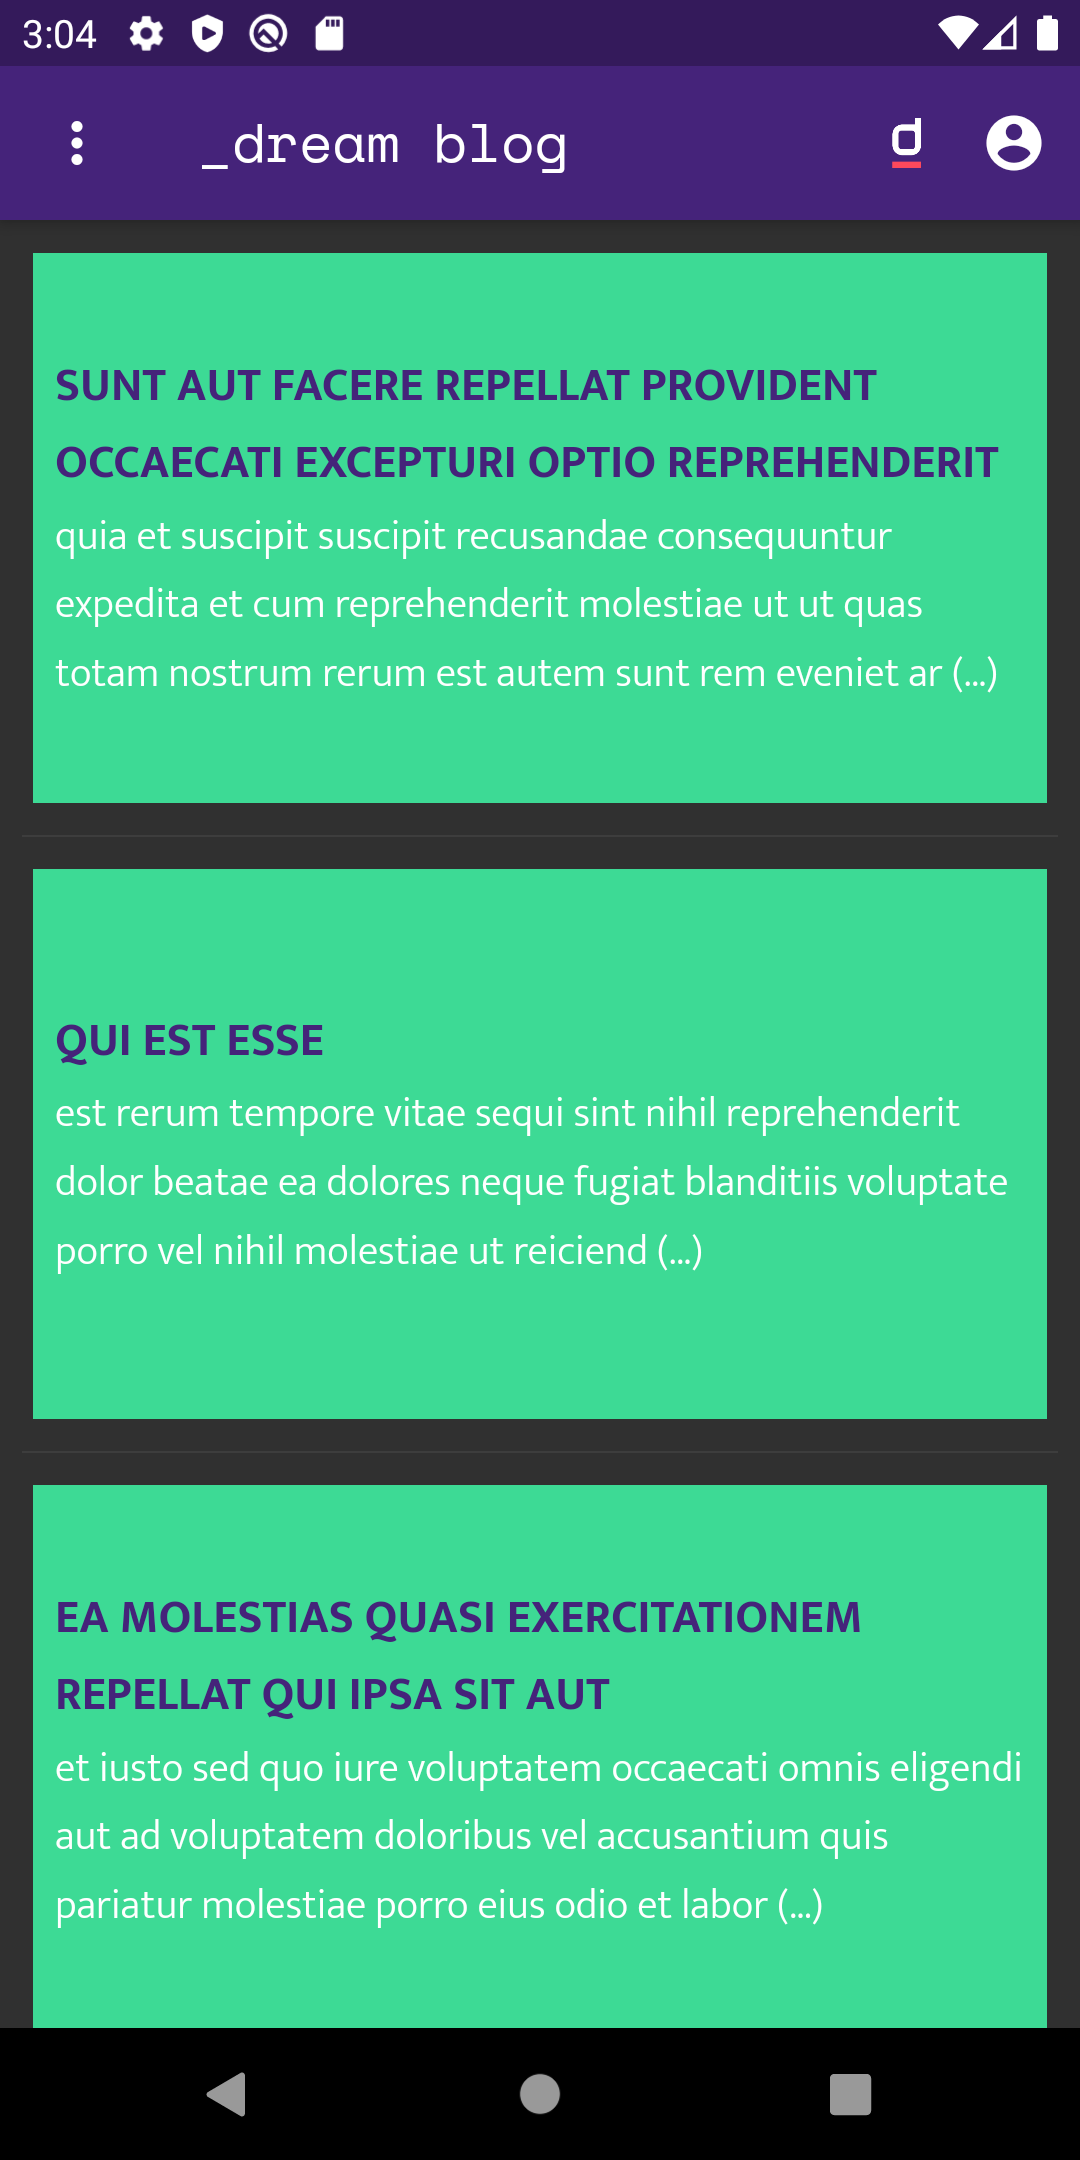 3:04
_dream blog
d
SUNT AUT FACERE REPELLAT PROVIDENT
OCCAECATI EXCEPTURI OPTIO REPREHENDERIT
quia et suscipit suscipit recusandae consequuntur
expedita et cum reprehenderit molestiae ut ut quas
totam nostrum rerum est autem sunt rem eveniet ar (...)
QUI EST ESSE
est rerum tempore vitae sequi sint nihil reprehenderit
dolor beatae ea dolores neque fugiat blanditiis voluptate
porro vel nihil molestiae ut reiciend (...)
EA MOLESTIAS QUASI EXERCITATIONEM
REPELLAT QUI IPSA SIT AUT
et iusto sed quo iure voluptatem occaecati omnis eligendi
aut ad voluptatem doloribus vel accusantium quis
pariatur molestiae porro eius odio et labor (...)